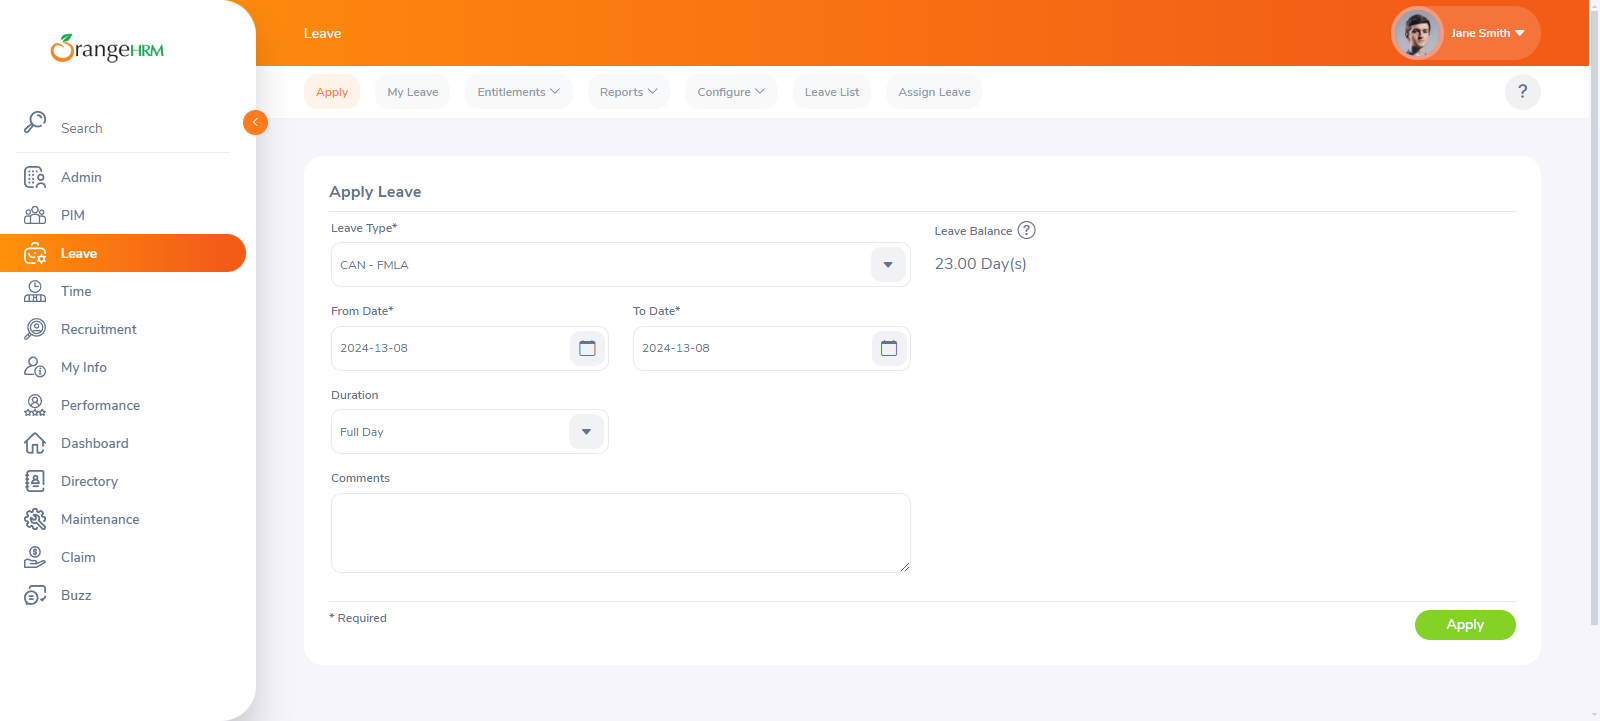 OrangeHRM
Leave
Jane Smith
Apply
My Leave
Entitlements
Reports
Configure
Leave List
Assign Leave
?
Search
Admin
PIM
Leave
Time
Recruitment
My Info
Performance
Dashboard
Directory
Maintenance
Claim
Buzz
Apply Leave
Leave Type*
Leave Balance ?
CAN - FMLA
23.00 Day(s)
From Date*
To Date*
2024-13-08
2024-13-08
Duration
Full Day
Comments
* Required
Apply